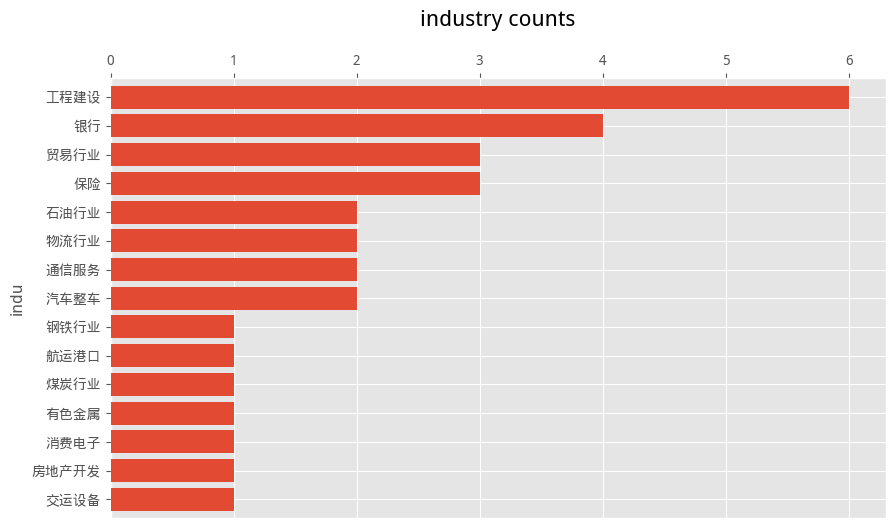 industry counts
0 1 2 3 4 5 6
工程建设
银行
贸易行业
保险
石油行业
物流行业
通信服务
汽车整车
钢铁行业
航运港口
煤炭行业
有色金属
消费电子
房地产开发
交运设备
indu